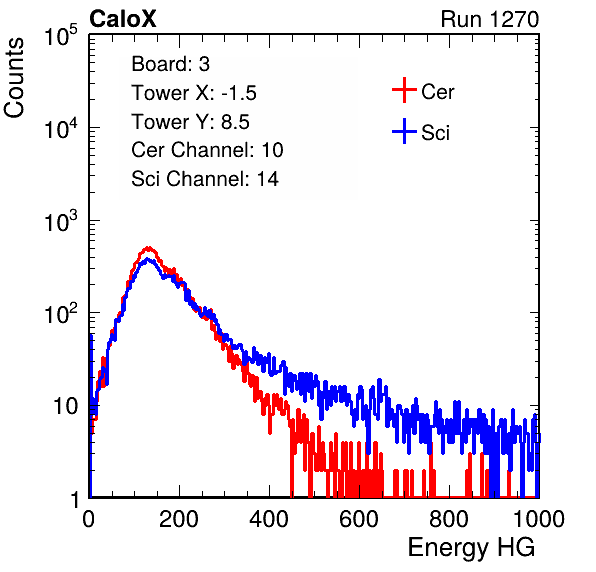 CaloX Run 1270
Counts
Board: 3
Tower X: -1.5
Tower Y: 8.5
Cer Channel: 10
Sci Channel: 14
Cer
Sci
10^5
10^4
10^3
10^2
10
1
0 200 400 600 800 1000
Energy HG